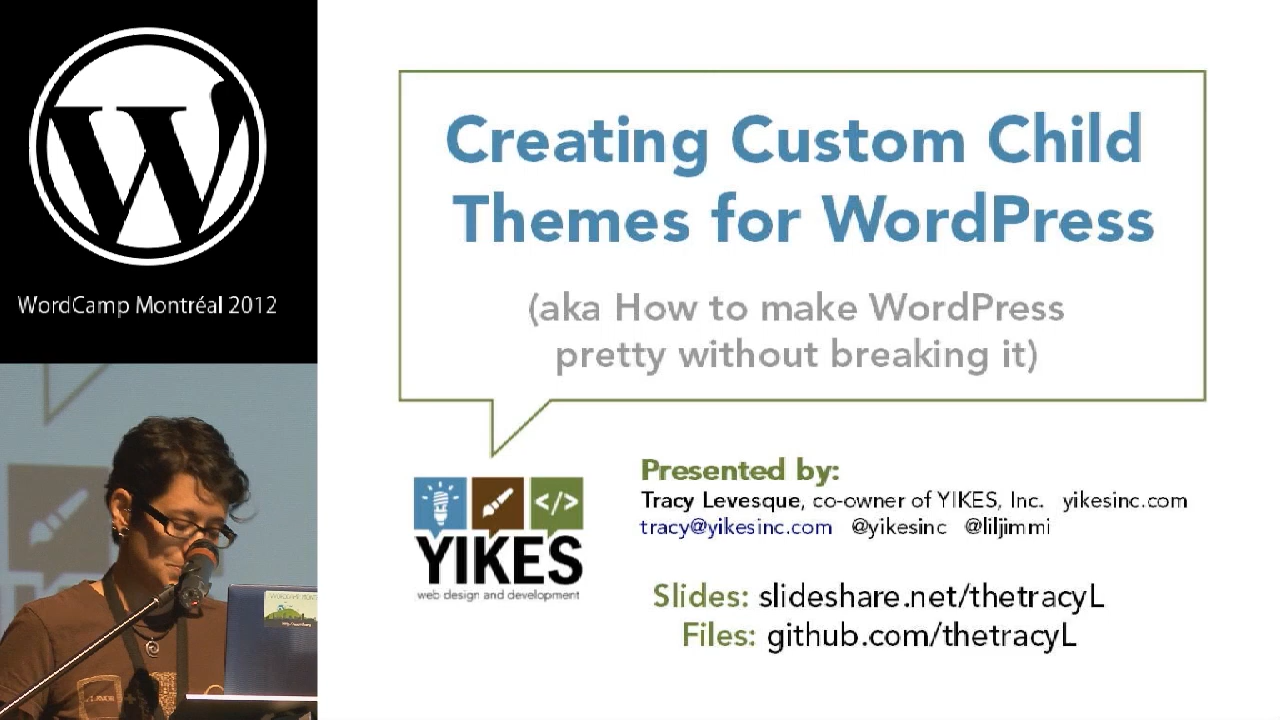 WordCamp Montréal 2012
Creating Custom Child
Themes for WordPress
(aka How to make WordPress
pretty without breaking it)
YIKES
web design and development
Presented by:
Tracy Levesque, co-owner of YIKES, Inc. yikesinc.com
tracy@yikesinc.com @yikesinc @liljimmi
Slides: slideshare.net/thetracyL
Files: github.com/thetracyL